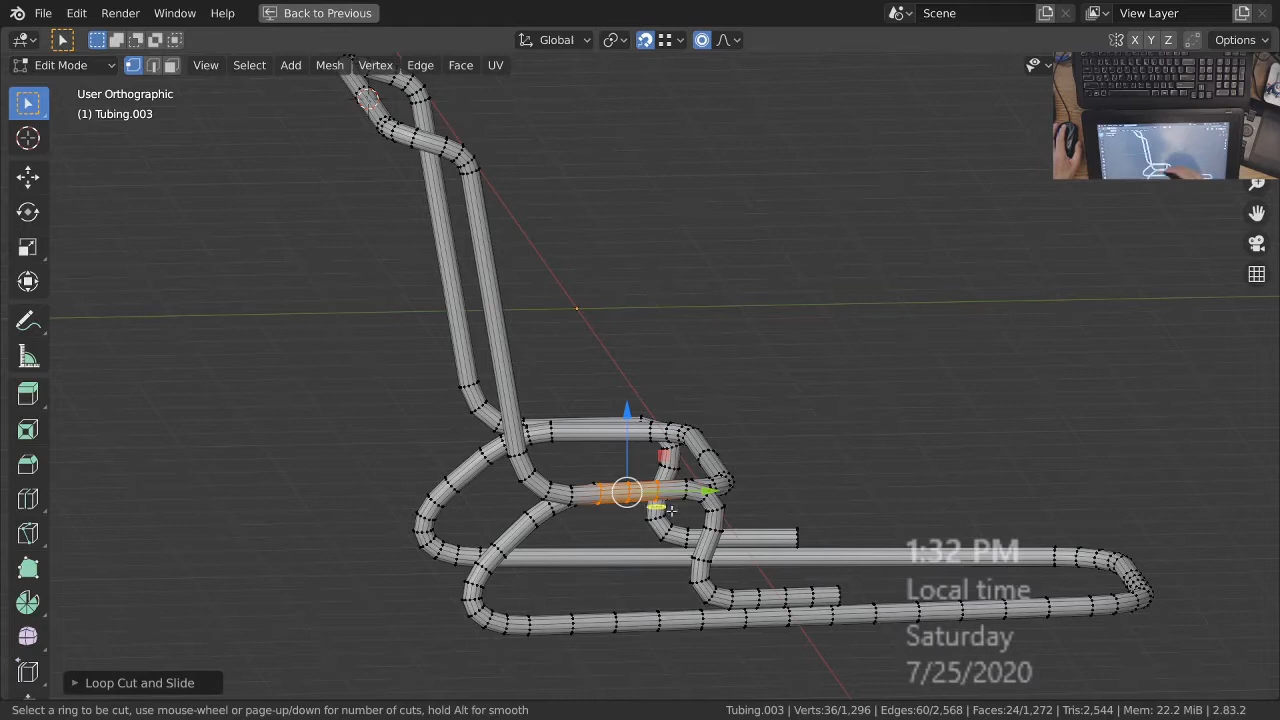 File Edit Render Window Help Back to Previous Scene View Layer
Global X Y Z Options
Edit Mode View Select Add Mesh Vertex Edge Face UV
User Orthographic
(1) Tubing.003
1:32 PM
Local time
Saturday
7/25/2020
Loop Cut and Slide
Select a ring to be cut, use mouse-wheel or page-up/down for number of cuts, hold Alt for smooth Tubing.003 | Verts:36/1,296 | Edges:60/2,568 | Faces:24/1,272 | Tris:2,544 | Mem: 22.2 MiB | 2.83.2